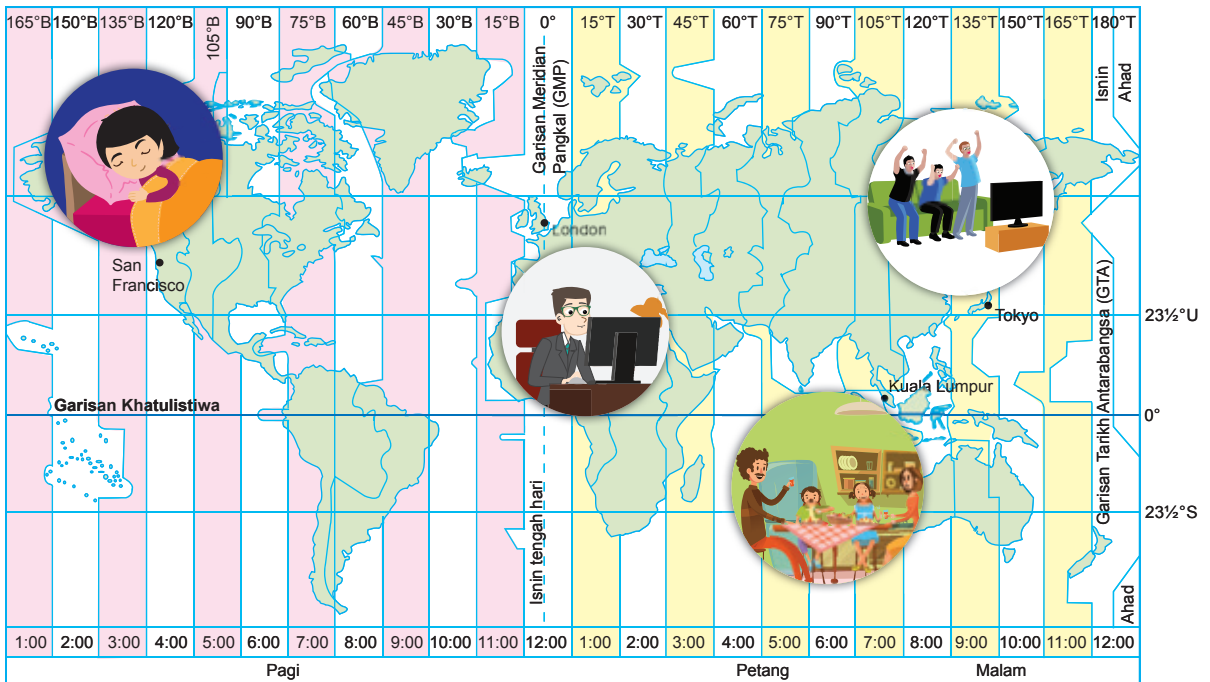 165°B 150°B 135°B 120°B 105°B 90°B 75°B 60°B 45°B 30°B 15°B 0° 15°T 30°T 45°T 60°T 75°T 90°T 105°T 120°T 135°T 150°T 165°T 180°T
Garisan Meridian
Pangkal (GMP)
Isnin
Ahad
London
San
Francisco
Tokyo
Garisan Tarikh Antarabangsa (GTA)
23½°U
Kuala Lumpur
Garisan Khatulistiwa
0°
23½°S
Isnin tengah hari
Ahad
1:00 2:00 3:00 4:00 5:00 6:00 7:00 8:00 9:00 10:00 11:00 12:00 1:00 2:00 3:00 4:00 5:00 6:00 7:00 8:00 9:00 10:00 11:00 12:00
Pagi Petang Malam